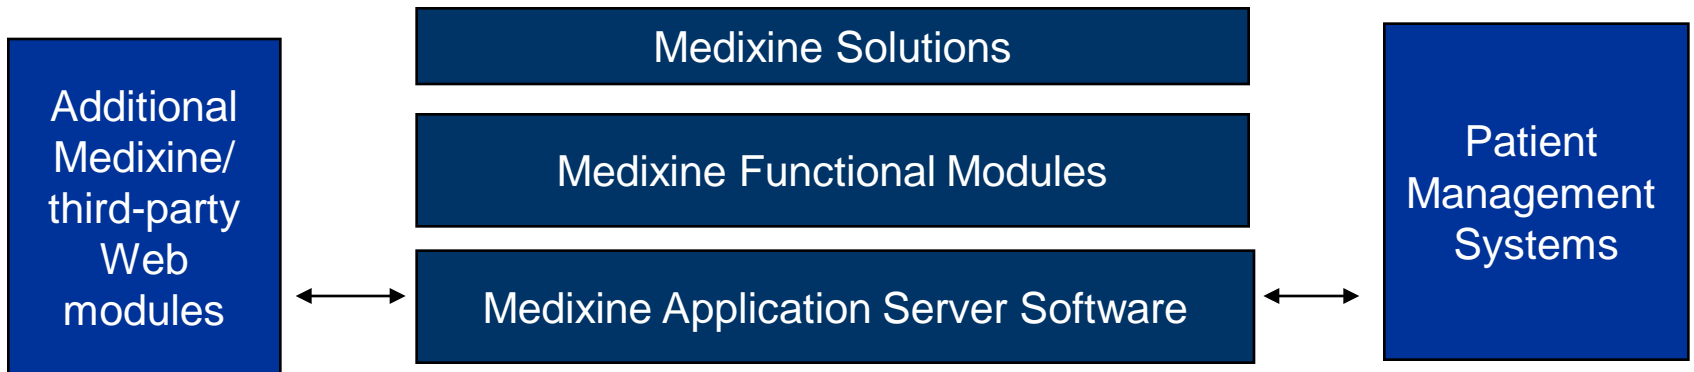 Additional
Medixine/
third-party
Web
modules
Medixine Solutions
Medixine Functional Modules
Medixine Application Server Software
Patient
Management
Systems